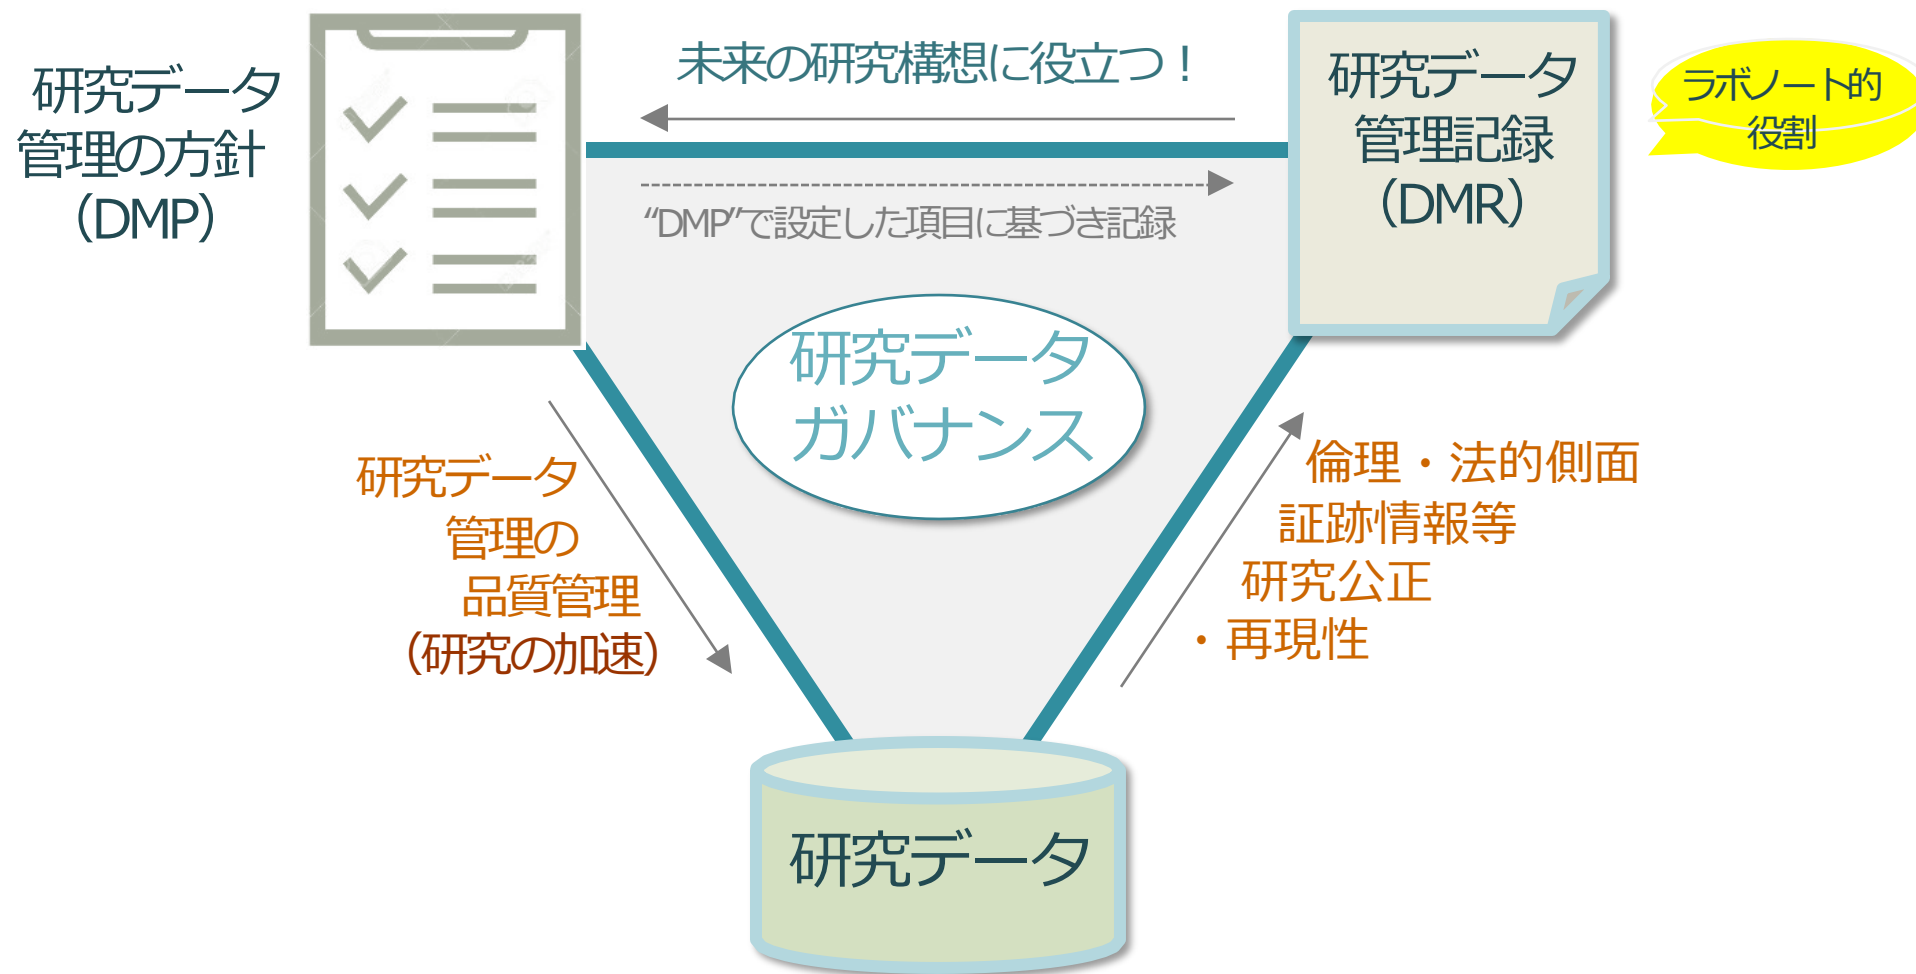 研究データ
管理の方針
（DMP）
未来の研究構想に役立つ！
“DMP”で設定した項目に基づき記録
研究データ
管理記録
（DMR）
ラボノート的
役割
研究データ
ガバナンス
研究データ
管理の
品質管理
（研究の加速）
倫理・法的側面
証跡情報等
研究公正
・再現性
研究データ